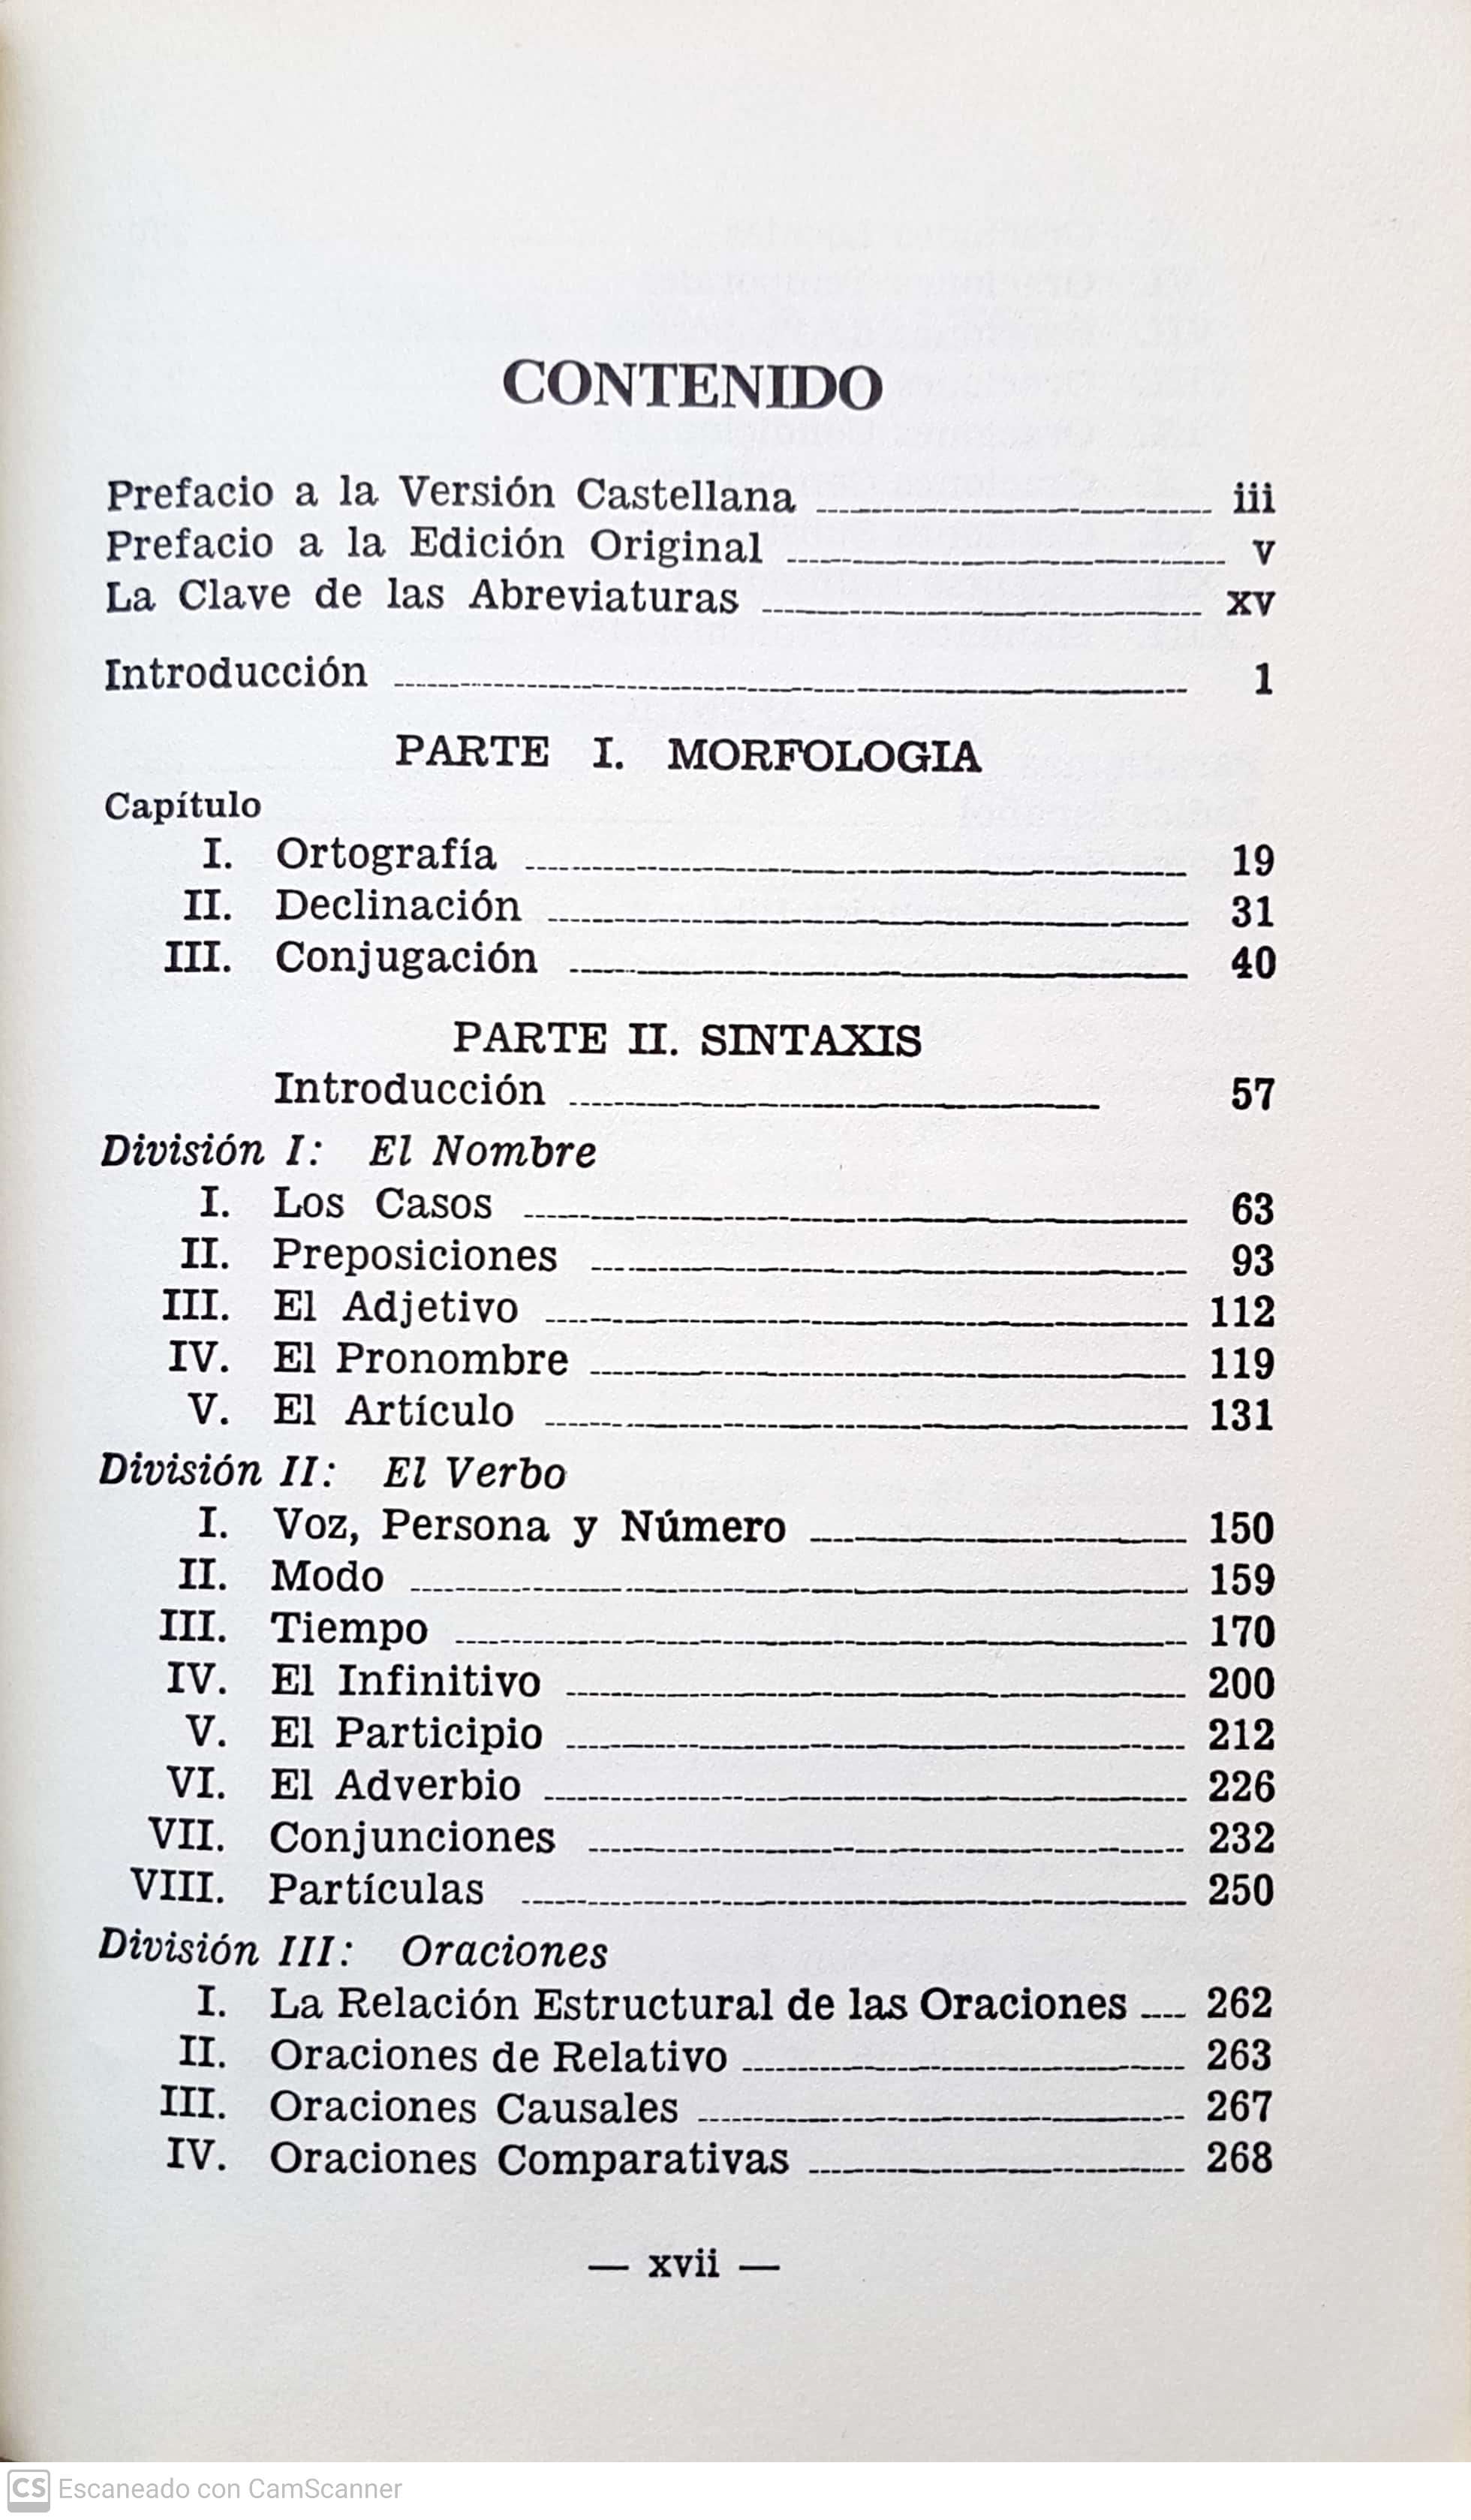 CONTENIDO
Prefacio a la Versión Castellana iii
Prefacio a la Edición Original v
La Clave de las Abreviaturas xv
Introducción 1
PARTE I. MORFOLOGIA
Capítulo
I. Ortografía 19
II. Declinación 31
III. Conjugación 40
PARTE II. SINTAXIS
Introducción 57
División I: El Nombre
I. Los Casos 63
II. Preposiciones 93
III. El Adjetivo 112
IV. El Pronombre 119
V. El Artículo 131
División II: El Verbo
I. Voz, Persona y Número 150
II. Modo 159
III. Tiempo 170
IV. El Infinitivo 200
V. El Participio 212
VI. El Adverbio 226
VII. Conjunciones 232
VIII. Partículas 250
División III: Oraciones
I. La Relación Estructural de las Oraciones 262
II. Oraciones de Relativo 263
III. Oraciones Causales 267
IV. Oraciones Comparativas 268
— xvii —
CS Escaneado con CamScanner